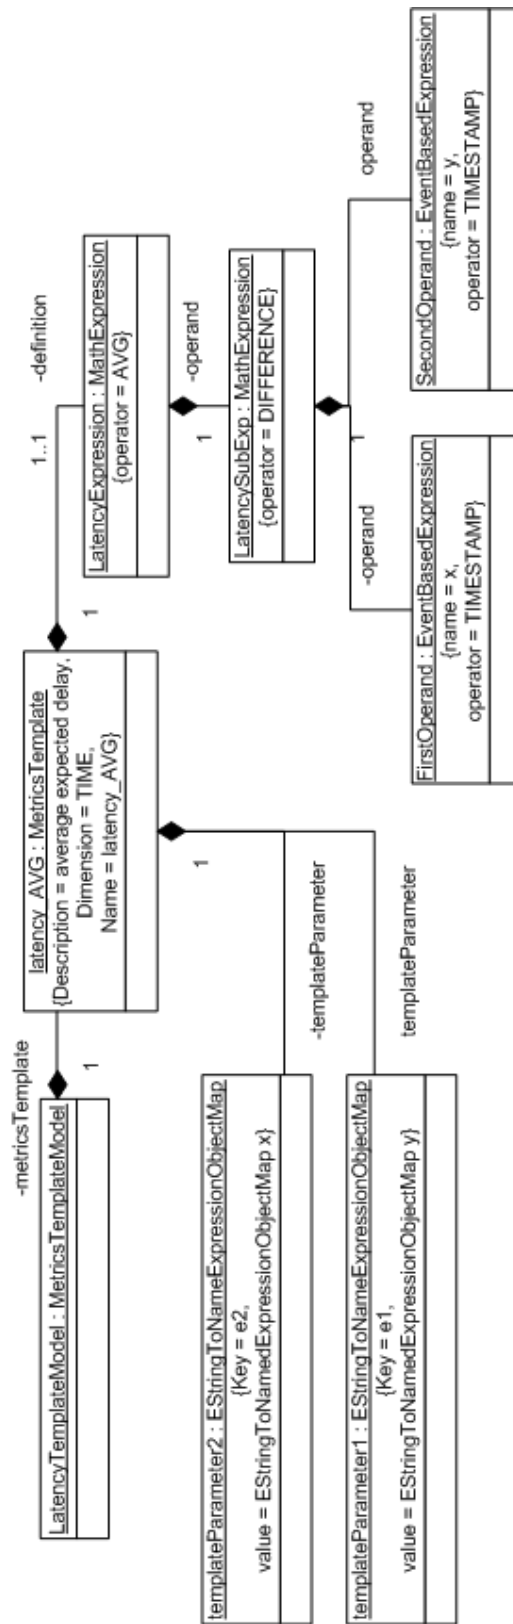 LatencyTemplateModel : MetricsTemplateModel
-metricsTemplate
1
latency_AVG : MetricsTemplate
{Description = average expected delay,
Dimension = TIME,
Name = latency_AVG}
1
1..1
-definition
LatencyExpression : MathExpression
{operator = AVG}
-operand
1
LatencySubExp : MathExpression
{operator = DIFFERENCE}
1
-operand
operand
FirstOperand : EventBasedExpression
{name = x,
operator = TIMESTAMP}
SecondOperand : EventBasedExpression
{name = y,
operator = TIMESTAMP}
1
-templateParameter
templateParameter
templateParameter2 : EStringToNameExpressionObjectMap
{Key = e2,
value = EStringToNamedExpressionObjectMap x}
templateParameter1 : EStringToNameExpressionObjectMap
{Key = e1,
value = EStringToNamedExpressionObjectMap y}